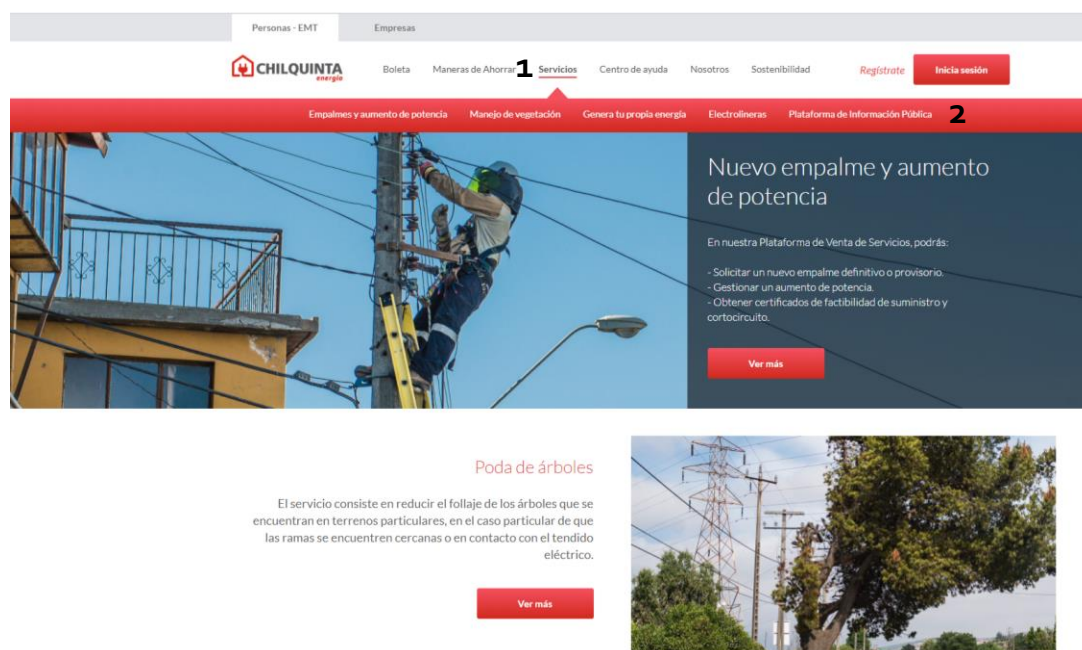 Personas - EMT Empresas
CHILQUINTA
energía
Boleta Maneras de Ahorrar 1 Servicios Centro de ayuda Nosotros Sostenibilidad Regístrate Inicia sesión
Empalmes y aumento de potencia Manejo de vegetación Genera tu propia energía Electrolineras Plataforma de Información Pública 2
Nuevo empalme y aumento
de potencia
En nuestra Plataforma de Venta de Servicios, podrás:
- Solicitar un nuevo empalme definitivo o provisorio.
- Gestionar un aumento de potencia.
- Obtener certificados de factibilidad de suministro y
cortocircuito.
Ver más
Poda de árboles
El servicio consiste en reducir el follaje de los árboles que se
encuentran en terrenos particulares, en el caso particular de que
las ramas se encuentren cercanas o en contacto con el tendido
eléctrico.
Ver más